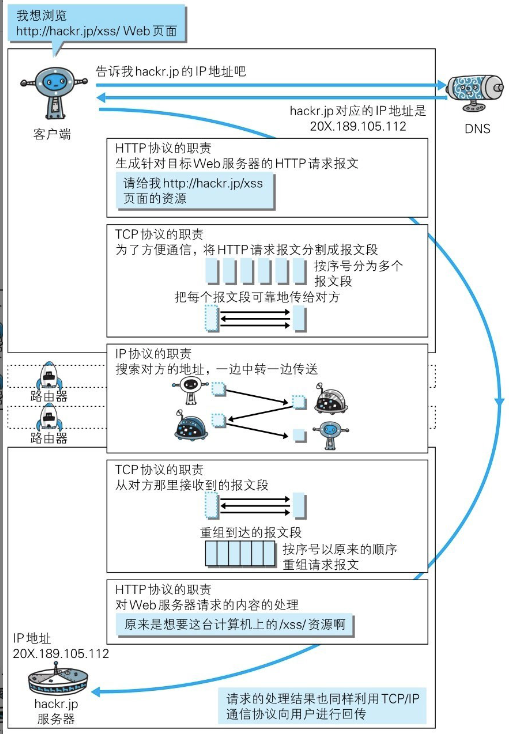 我想浏览
http://hackr.jp/xss/ Web页面
告诉我hackr.jp的IP地址吧
客户端
hackr.jp对应的IP地址是
20X.189.105.112
DNS
HTTP协议的职责
生成针对目标Web服务器的HTTP请求报文
请给我http://hackr.jp/xss
页面的资源
TCP协议的职责
为了方便通信，将HTTP请求报文分割成报文段
按序号分为多个
报文段
把每个报文段可靠地传给对方
IP协议的职责
搜索对方的地址，一边中转一边传送
路由器
路由器
TCP协议的职责
从对方那里接收到的报文段
重组到达的报文段
按序号以原来的顺序
重组请求报文
HTTP协议的职责
对Web服务器请求的内容的处理
原来是想要这台计算机上的/xss/资源啊
IP地址
20X.189.105.112
hackr.jp
服务器
请求的处理结果也同样利用TCP/IP
通信协议向用户进行回传